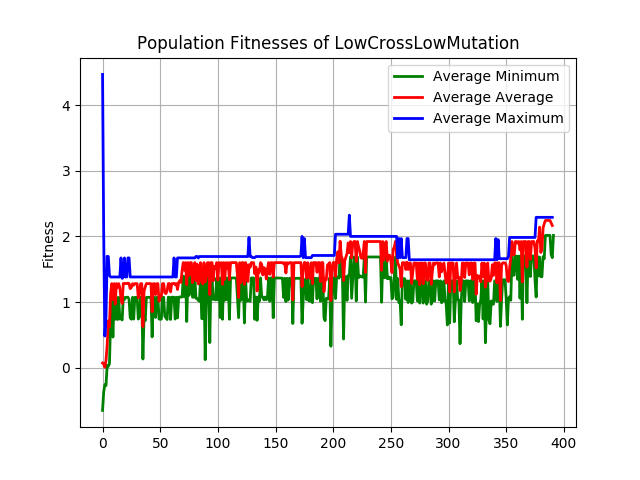 Population Fitnesses of LowCrossLowMutation
Average Minimum
Average Average
Average Maximum
Fitness
4
3
2
1
0
0 50 100 150 200 250 300 350 400